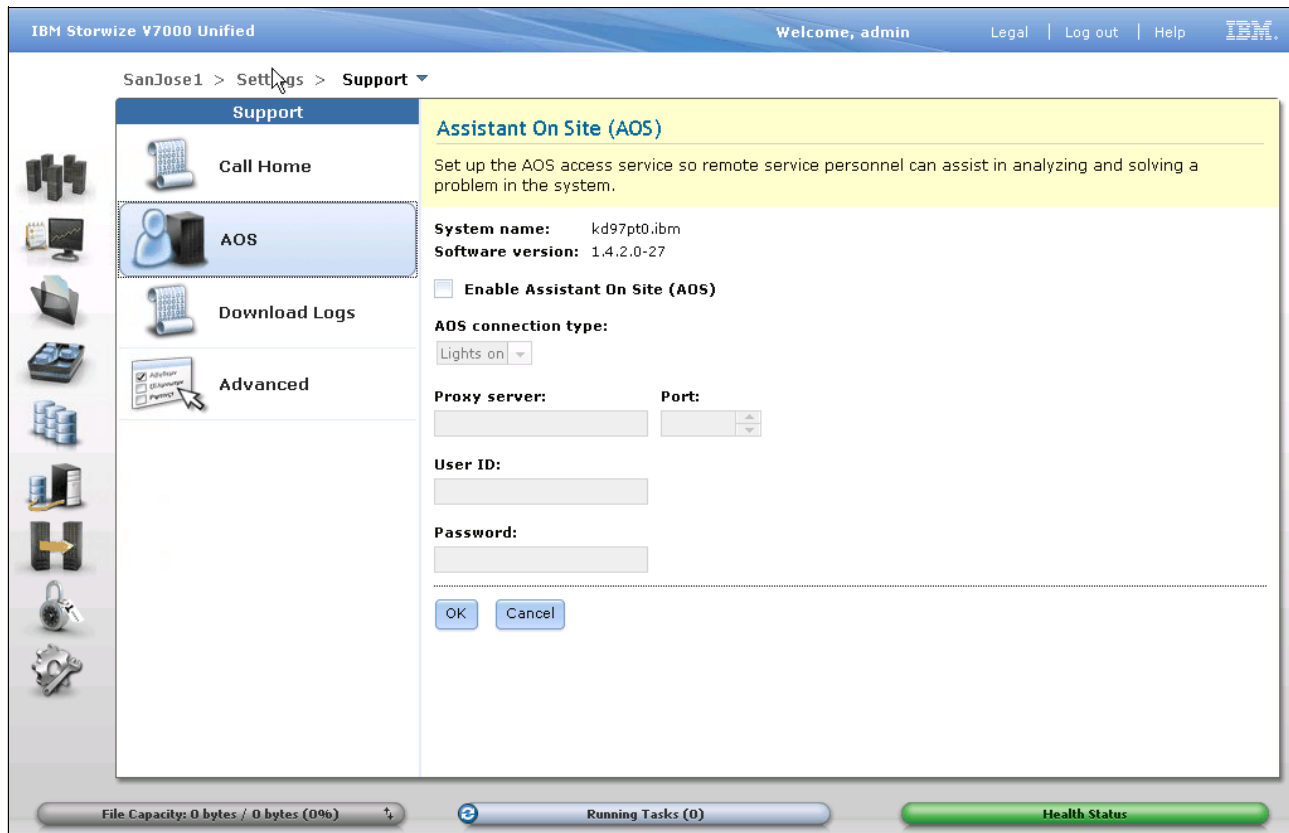 IBM Storwize V7000 Unified
Welcome, admin
Legal | Log out | Help
IBM.
SanJose1 > Settings > Support
Support
Call Home
AOS
Download Logs
Advanced
Assistant On Site (AOS)
Set up the AOS access service so remote service personnel can assist in analyzing and solving a
problem in the system.
System name: kd97pt0.ibm
Software version: 1.4.2.0-27
Enable Assistant On Site (AOS)
AOS connection type:
Lights on
Proxy server: Port:
User ID:
Password:
OK Cancel
File Capacity: 0 bytes / 0 bytes (0%)
Running Tasks (0)
Health Status